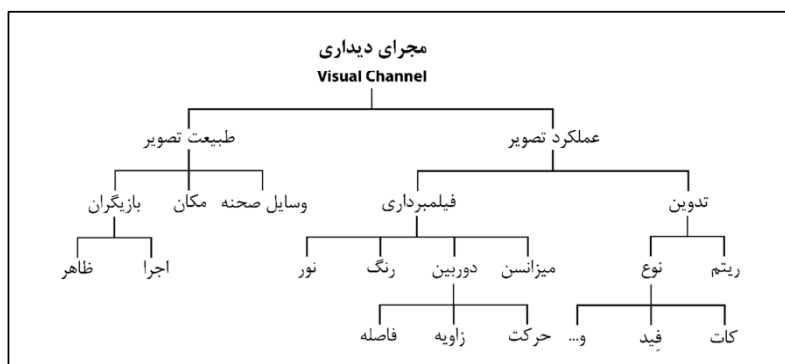 مجرای دیداری
Visual Channel
عملکرد تصویر طبیعت تصویر
تدوین فیلمبرداری وسایل صحنه مکان بازیگران
ریتم نوع میزانسن دوربین رنگ نور اجرا ظاهر
کات فِید و... حرکت زاویه فاصله